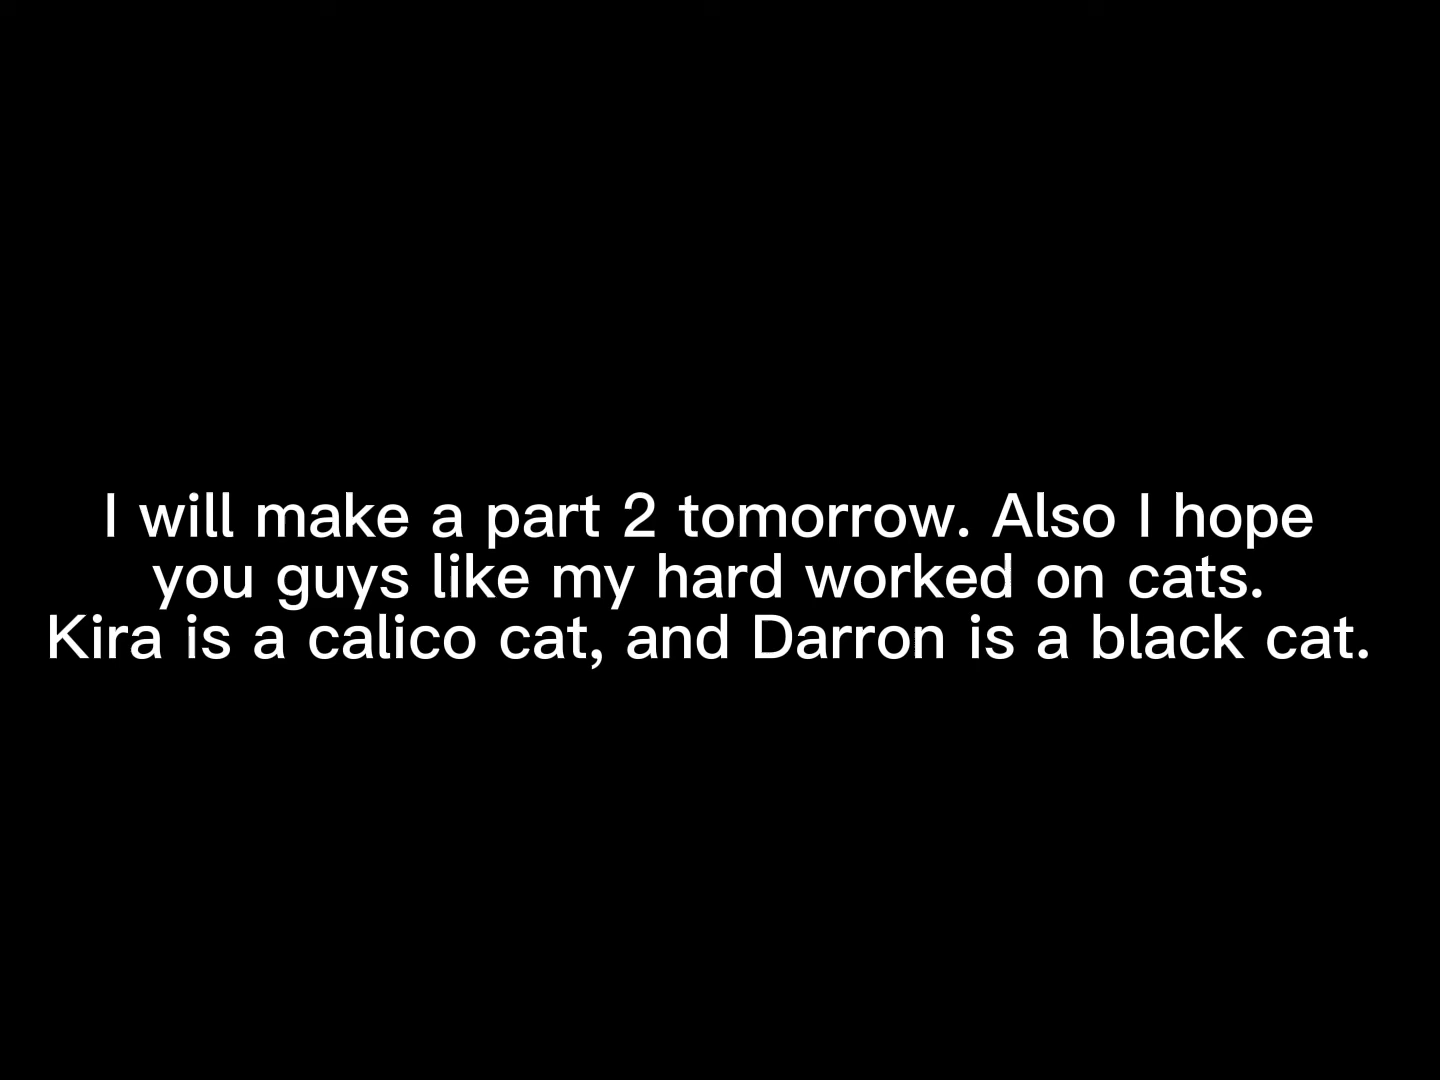 I will make a part 2 tomorrow. Also I hope
you guys like my hard worked on cats.
Kira is a calico cat, and Darron is a black cat.